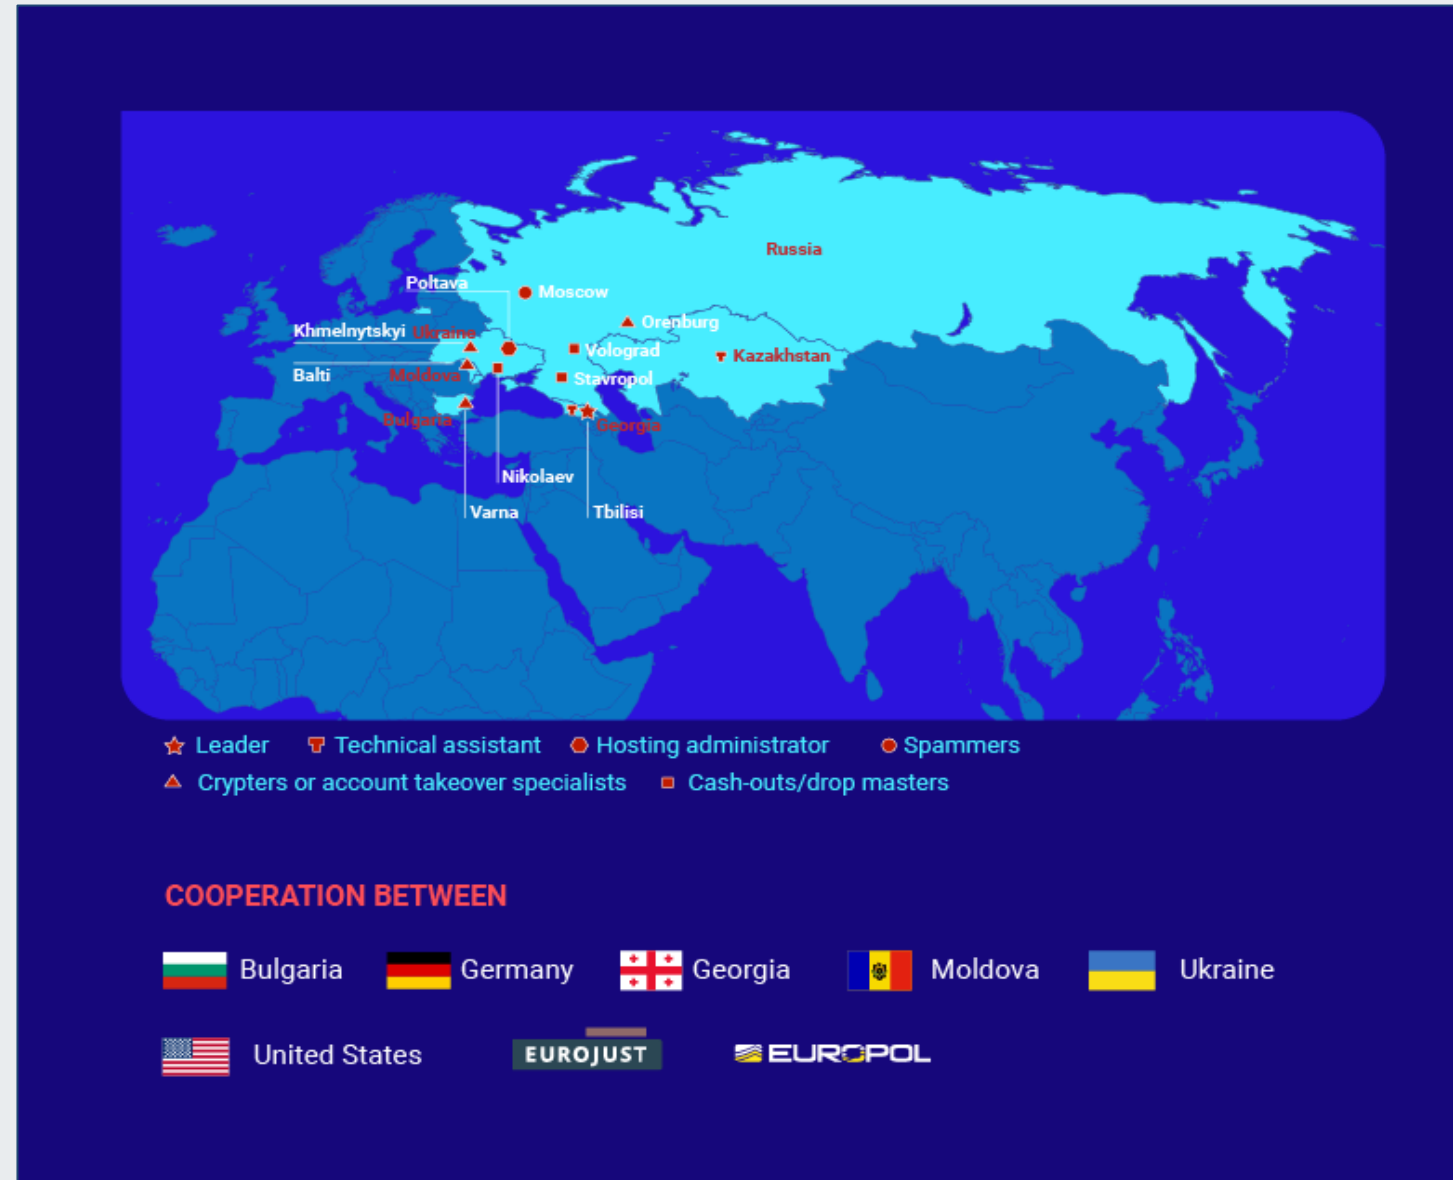 Russia
Poltava
Moscow
Khmelnytskyi
Ukraine
Orenburg
Volograd
Kazakhstan
Balti
Moldova
Stavropol
Bulgaria
Georgia
Nikolaev
Varna
Tbilisi
Leader Technical assistant Hosting administrator Spammers
Crypters or account takeover specialists Cash-outs/drop masters
COOPERATION BETWEEN
Bulgaria Germany Georgia Moldova Ukraine
United States EUROJUST EUROPOL